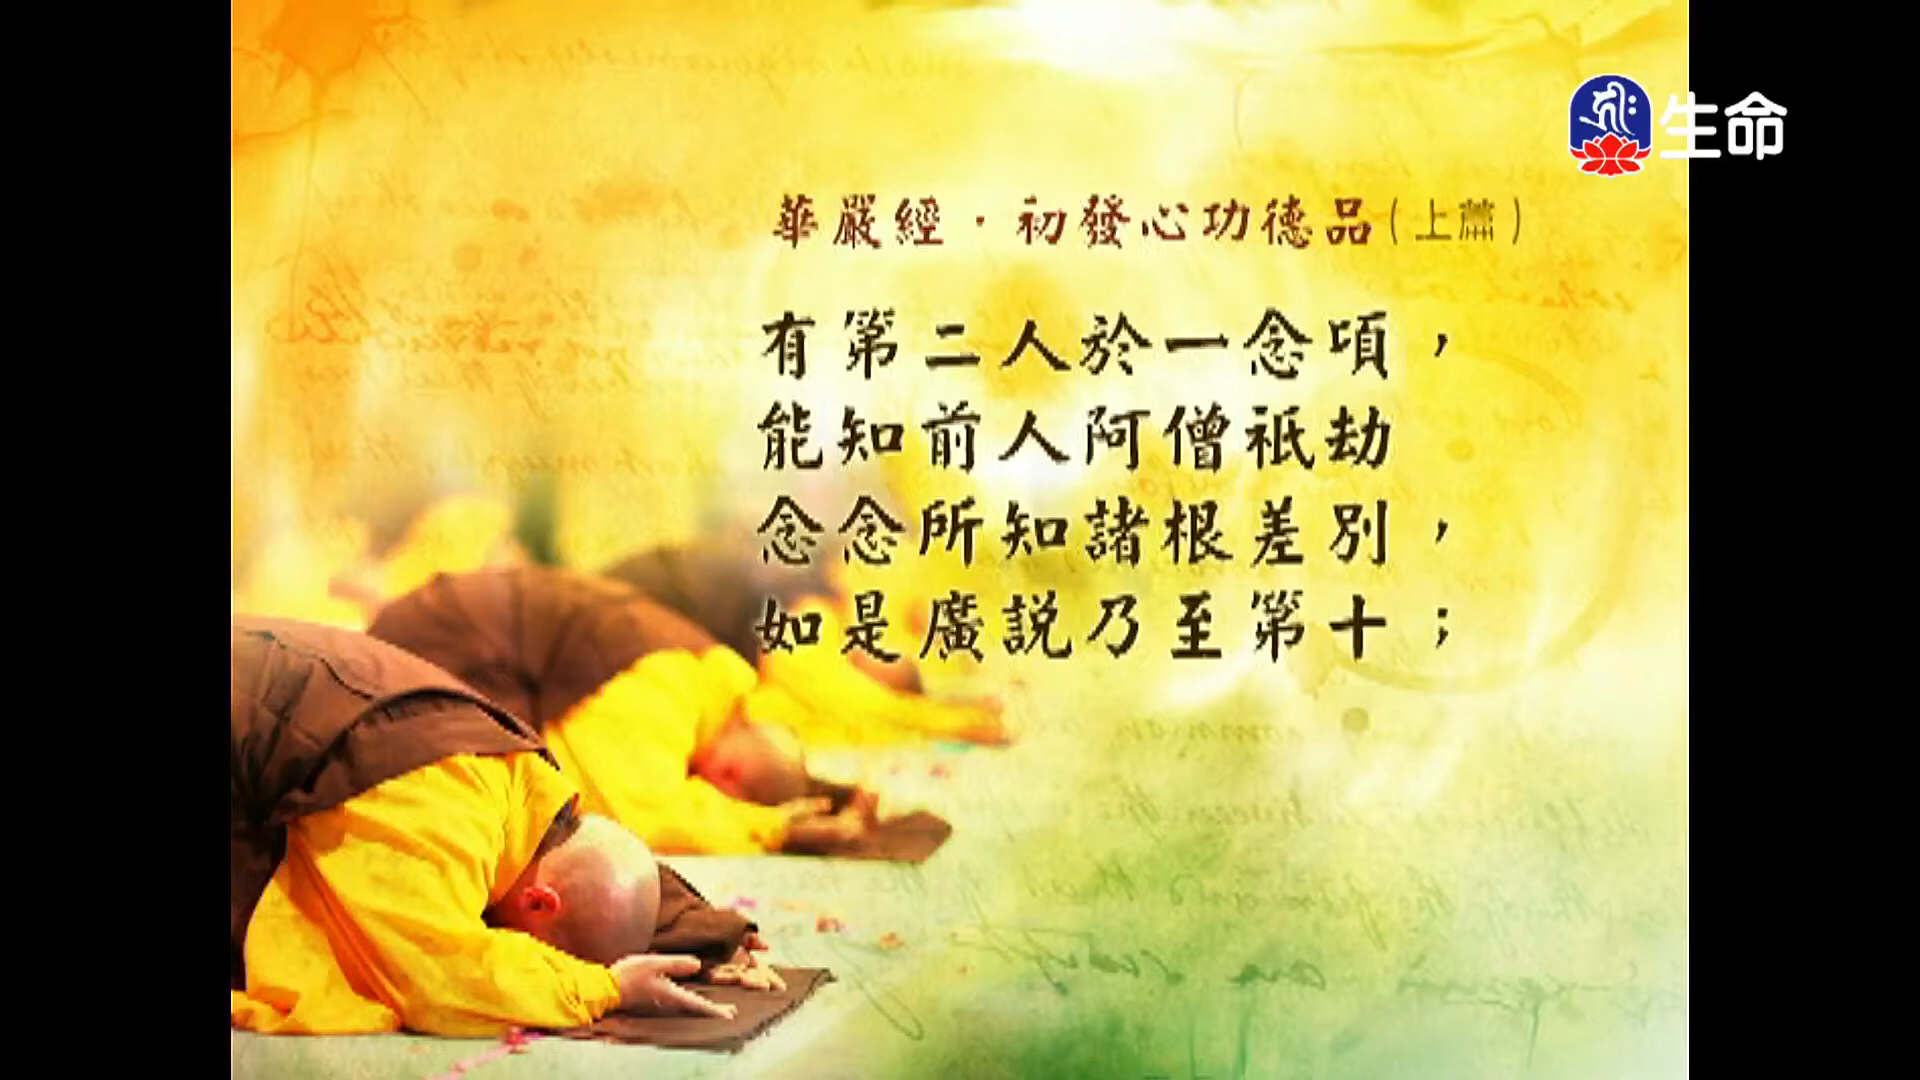 生命
華嚴經·初發心功德品(上篇)
有第二人於一念頃，
能知前人阿僧祇劫
念念所知諸根差別，
如是廣說乃至第十；